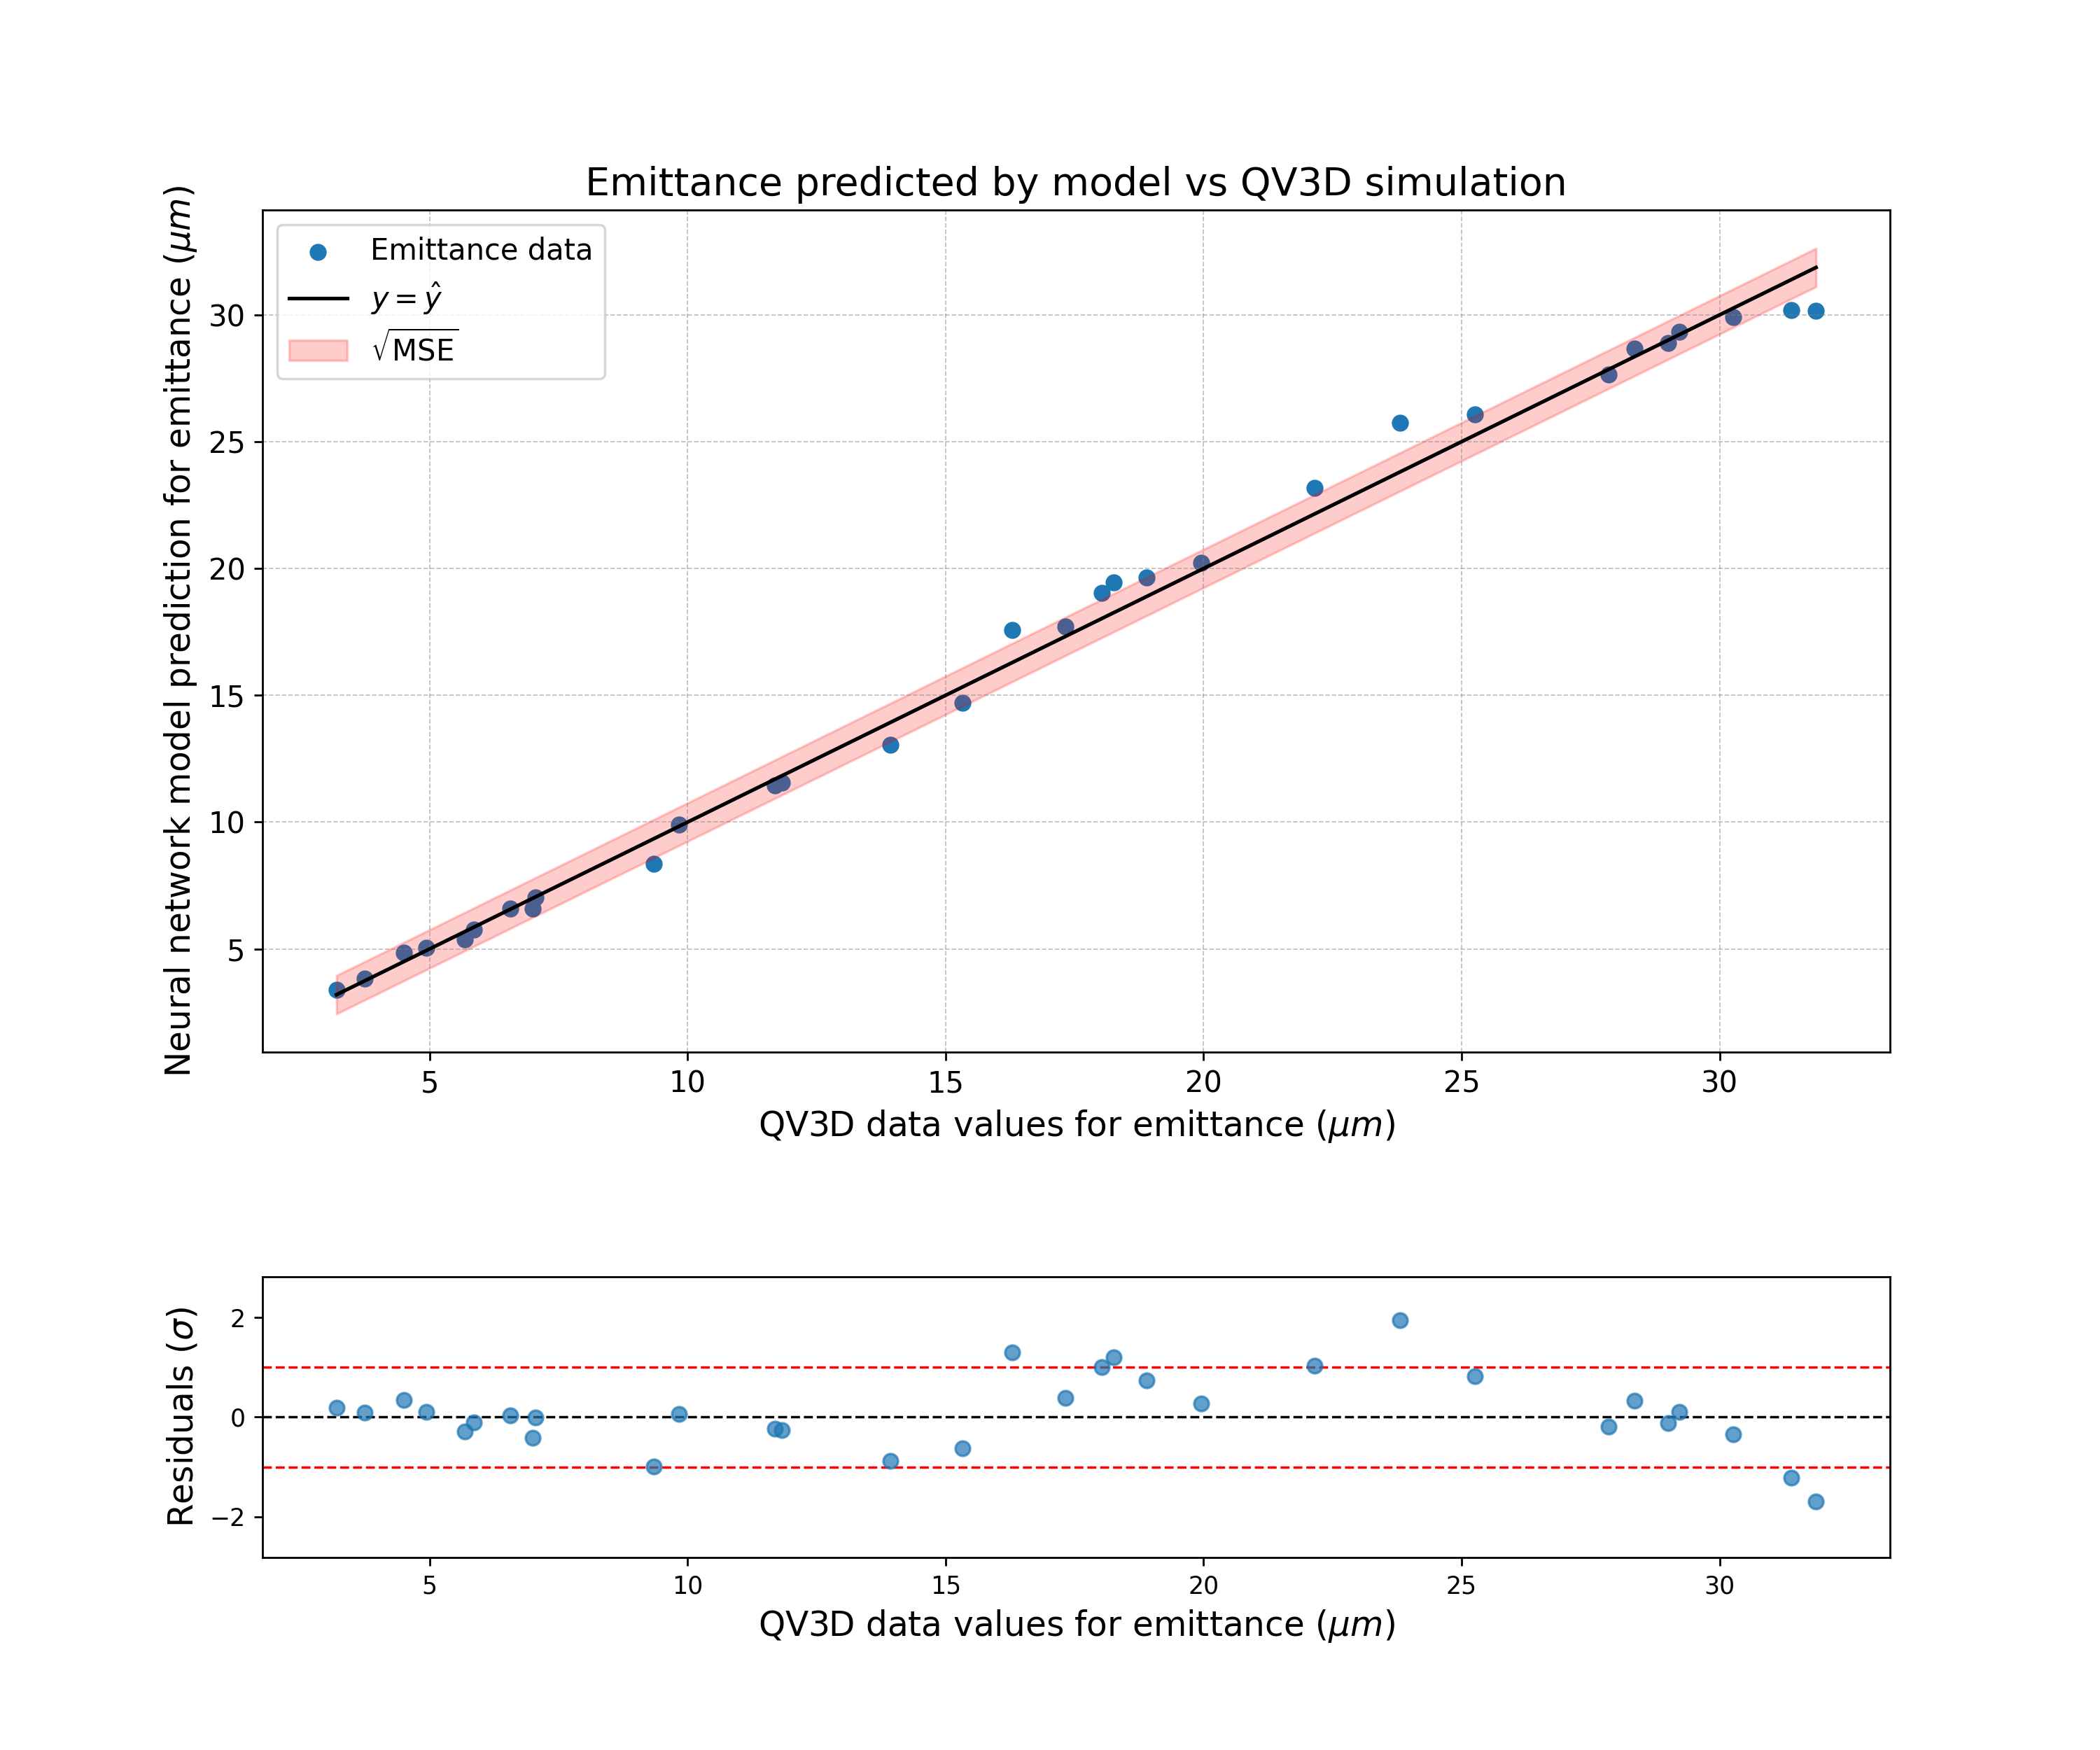 Emittance predicted by model vs QV3D simulation
Neural network model prediction for emittance (μm)
Emittance data
y = ŷ
√MSE
30
25
20
15
10
5
5 10 15 20 25 30
QV3D data values for emittance (μm)
Residuals (σ)
2
0
−2
5 10 15 20 25 30
QV3D data values for emittance (μm)